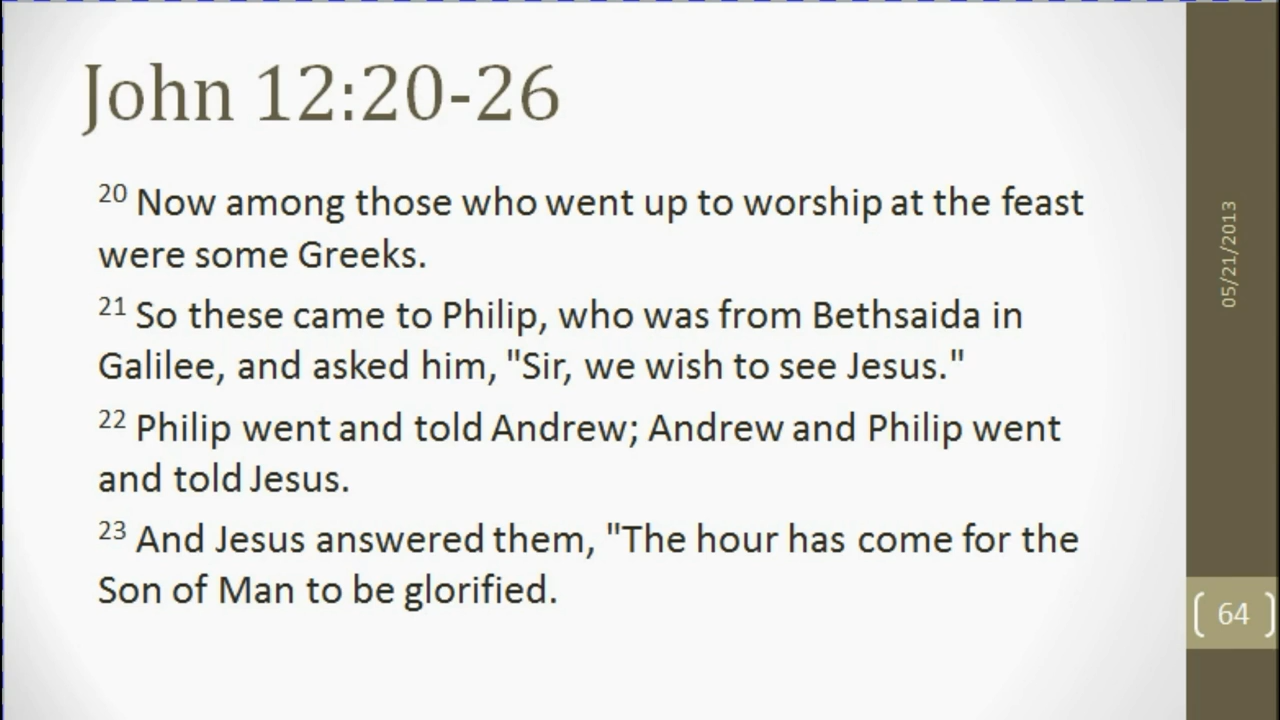 John 12:20-26
20 Now among those who went up to worship at the feast
were some Greeks.
21 So these came to Philip, who was from Bethsaida in
Galilee, and asked him, "Sir, we wish to see Jesus."
22 Philip went and told Andrew; Andrew and Philip went
and told Jesus.
23 And Jesus answered them, "The hour has come for the
Son of Man to be glorified.
05/21/2013
64